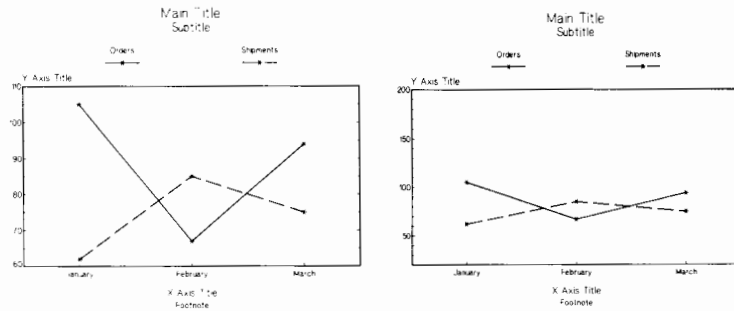 Main Title
Subtitle
Orders Shipments
Y Axis Title
110
100
90
80
70
60
January February March
X Axis Title
Footnote
Main Title
Subtitle
Orders Shipments
Y Axis Title
200
150
100
50
January February March
X Axis Title
Footnote